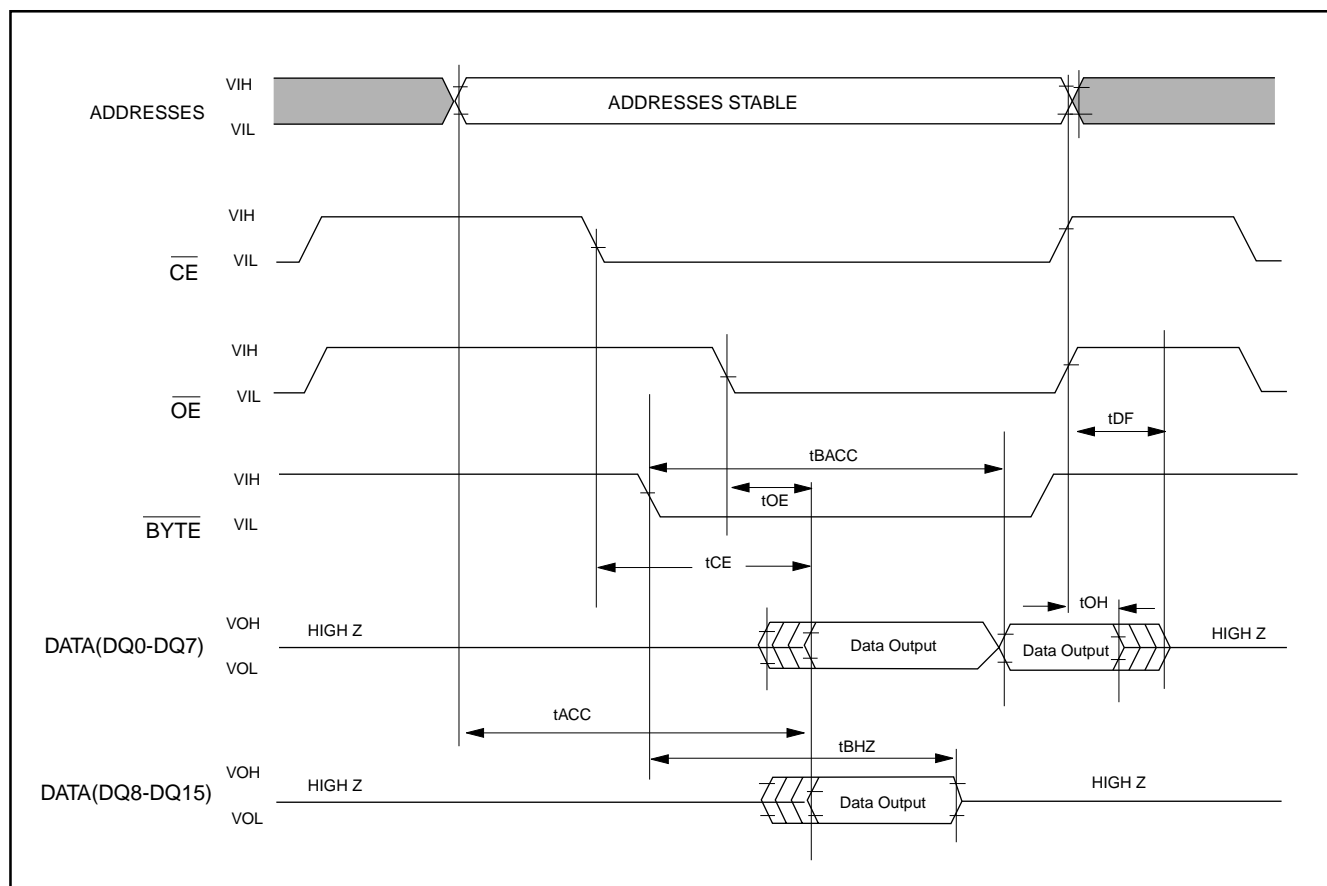 VIH
ADDRESSES
ADDRESSES STABLE
VIL
VIH
CE
VIL
VIH
OE
VIL
tDF
tBACC
VIH
tOE
BYTE
VIL
tCE
tOH
VOH
HIGH Z
DATA(DQ0-DQ7)
Data Output
Data Output
HIGH Z
VOL
tACC
tBHZ
VOH
HIGH Z
HIGH Z
DATA(DQ8-DQ15)
Data Output
VOL